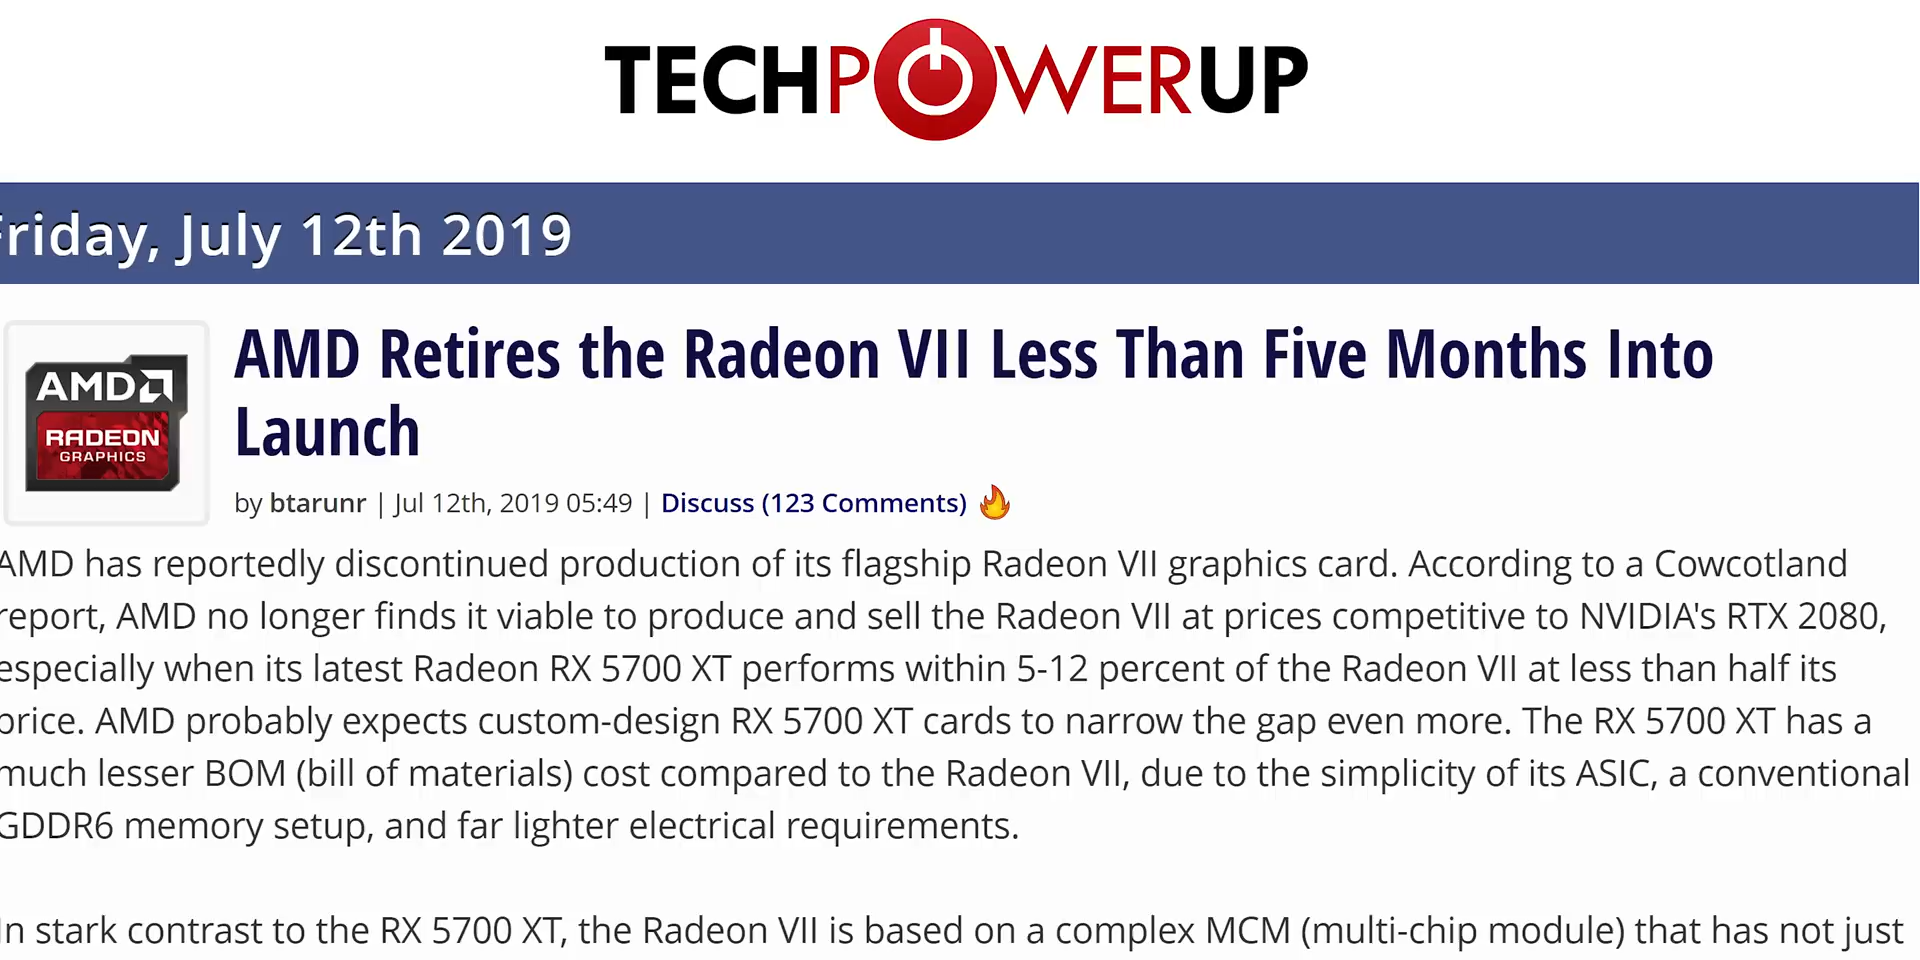 TECHPOWERUP
Friday, July 12th 2019
AMD Retires the Radeon VII Less Than Five Months Into
Launch
AMD
RADEON
GRAPHICS
by btarunr | Jul 12th, 2019 05:49 | Discuss (123 Comments)
AMD has reportedly discontinued production of its flagship Radeon VII graphics card. According to a Cowcotland
report, AMD no longer finds it viable to produce and sell the Radeon VII at prices competitive to NVIDIA's RTX 2080,
especially when its latest Radeon RX 5700 XT performs within 5-12 percent of the Radeon VII at less than half its
price. AMD probably expects custom-design RX 5700 XT cards to narrow the gap even more. The RX 5700 XT has a
much lesser BOM (bill of materials) cost compared to the Radeon VII, due to the simplicity of its ASIC, a conventional
GDDR6 memory setup, and far lighter electrical requirements.
In stark contrast to the RX 5700 XT, the Radeon VII is based on a complex MCM (multi-chip module) that has not just